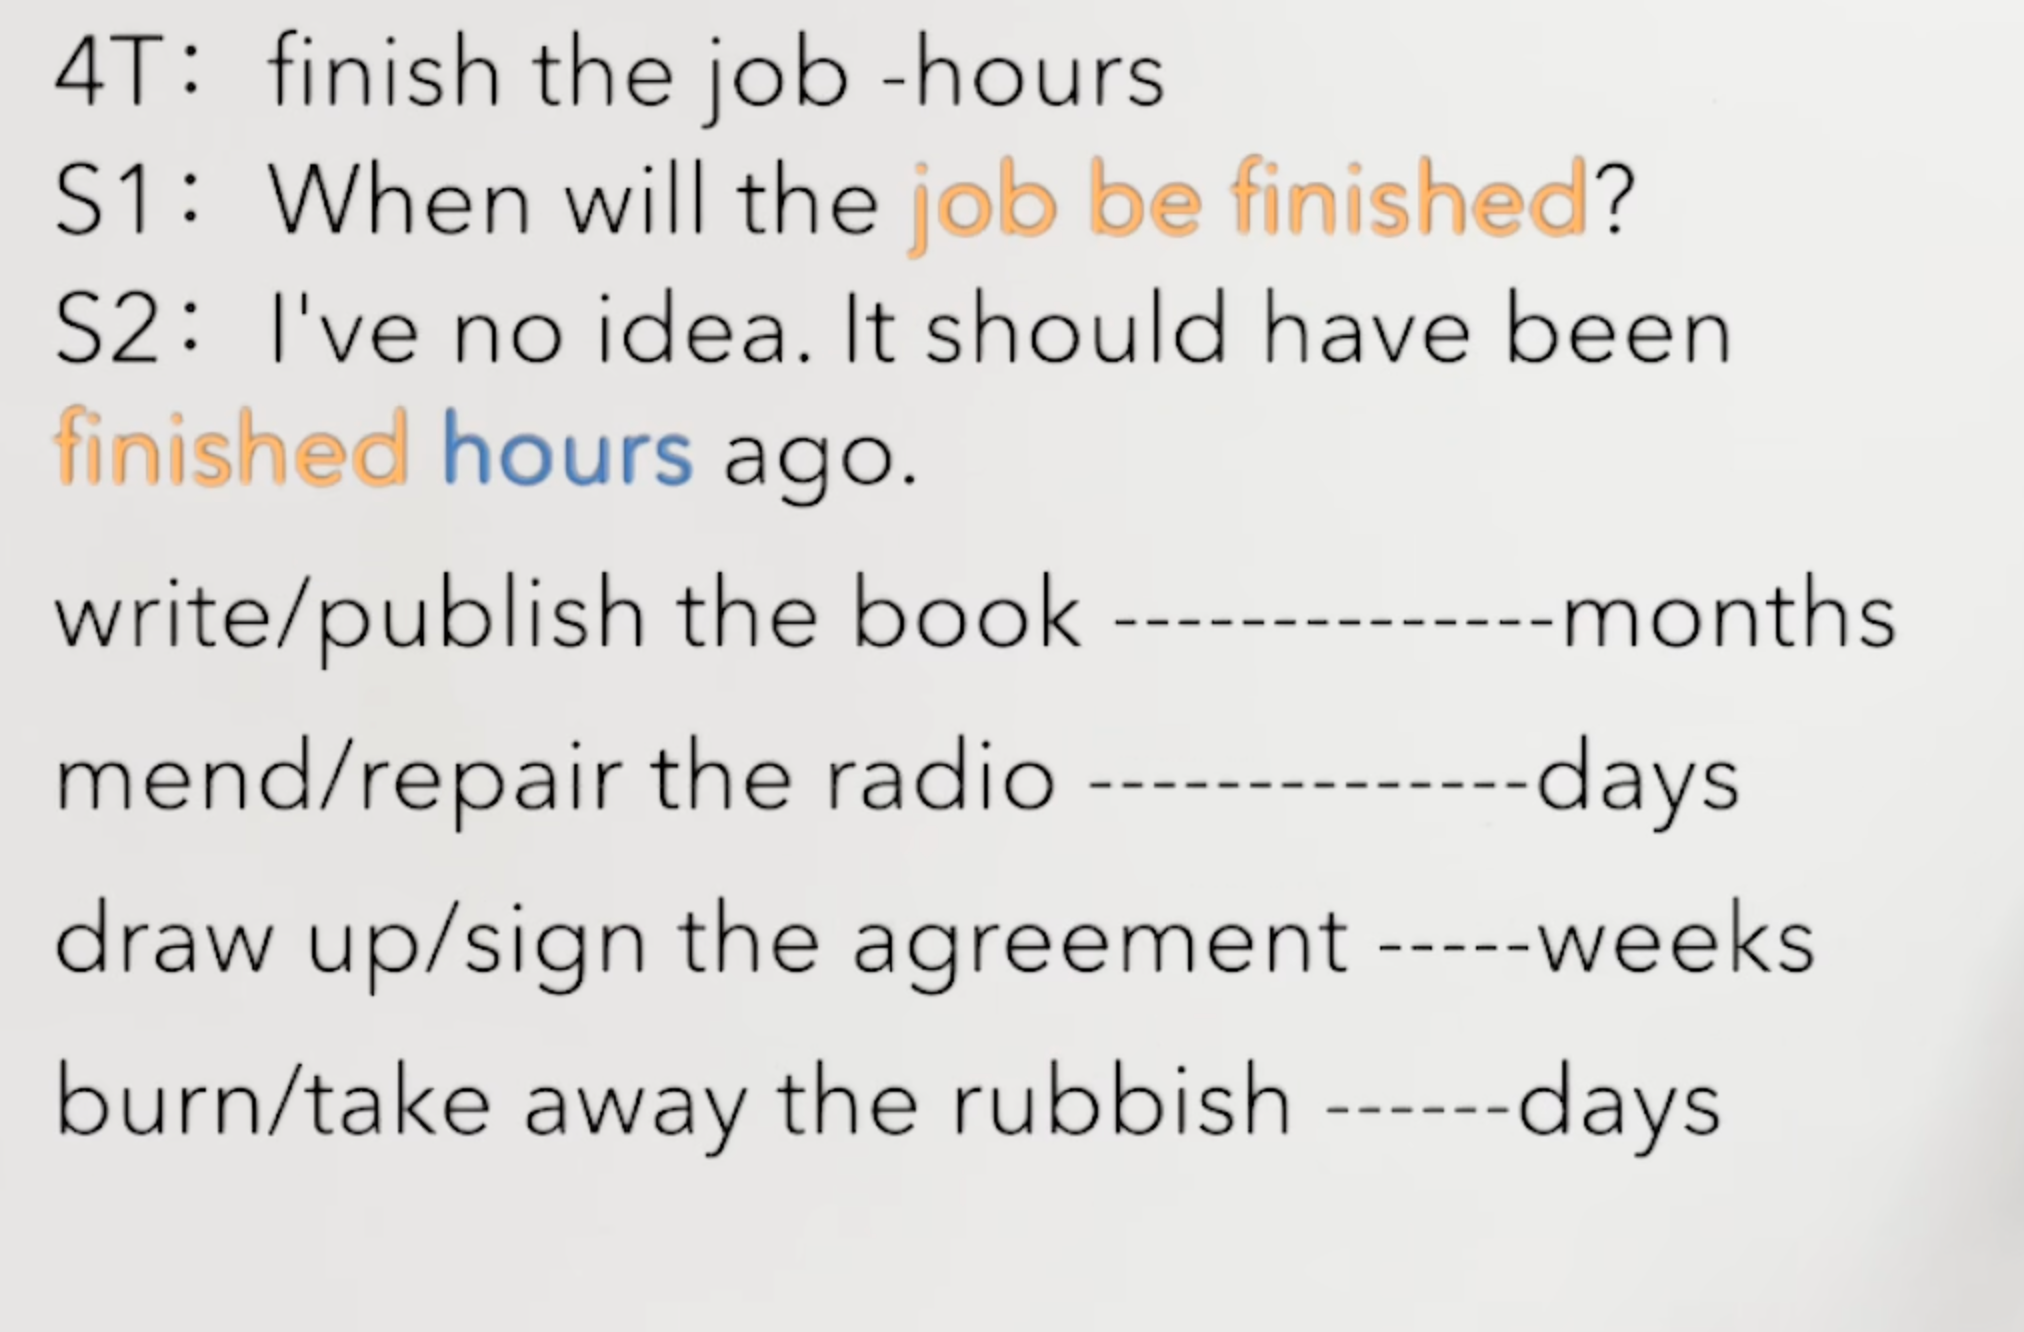 4T： finish the job -hours
S1： When will the job be finished?
S2： I've no idea. It should have been
finished hours ago.
write/publish the book --------------months
mend/repair the radio --------------days
draw up/sign the agreement -----weeks
burn/take away the rubbish ------days